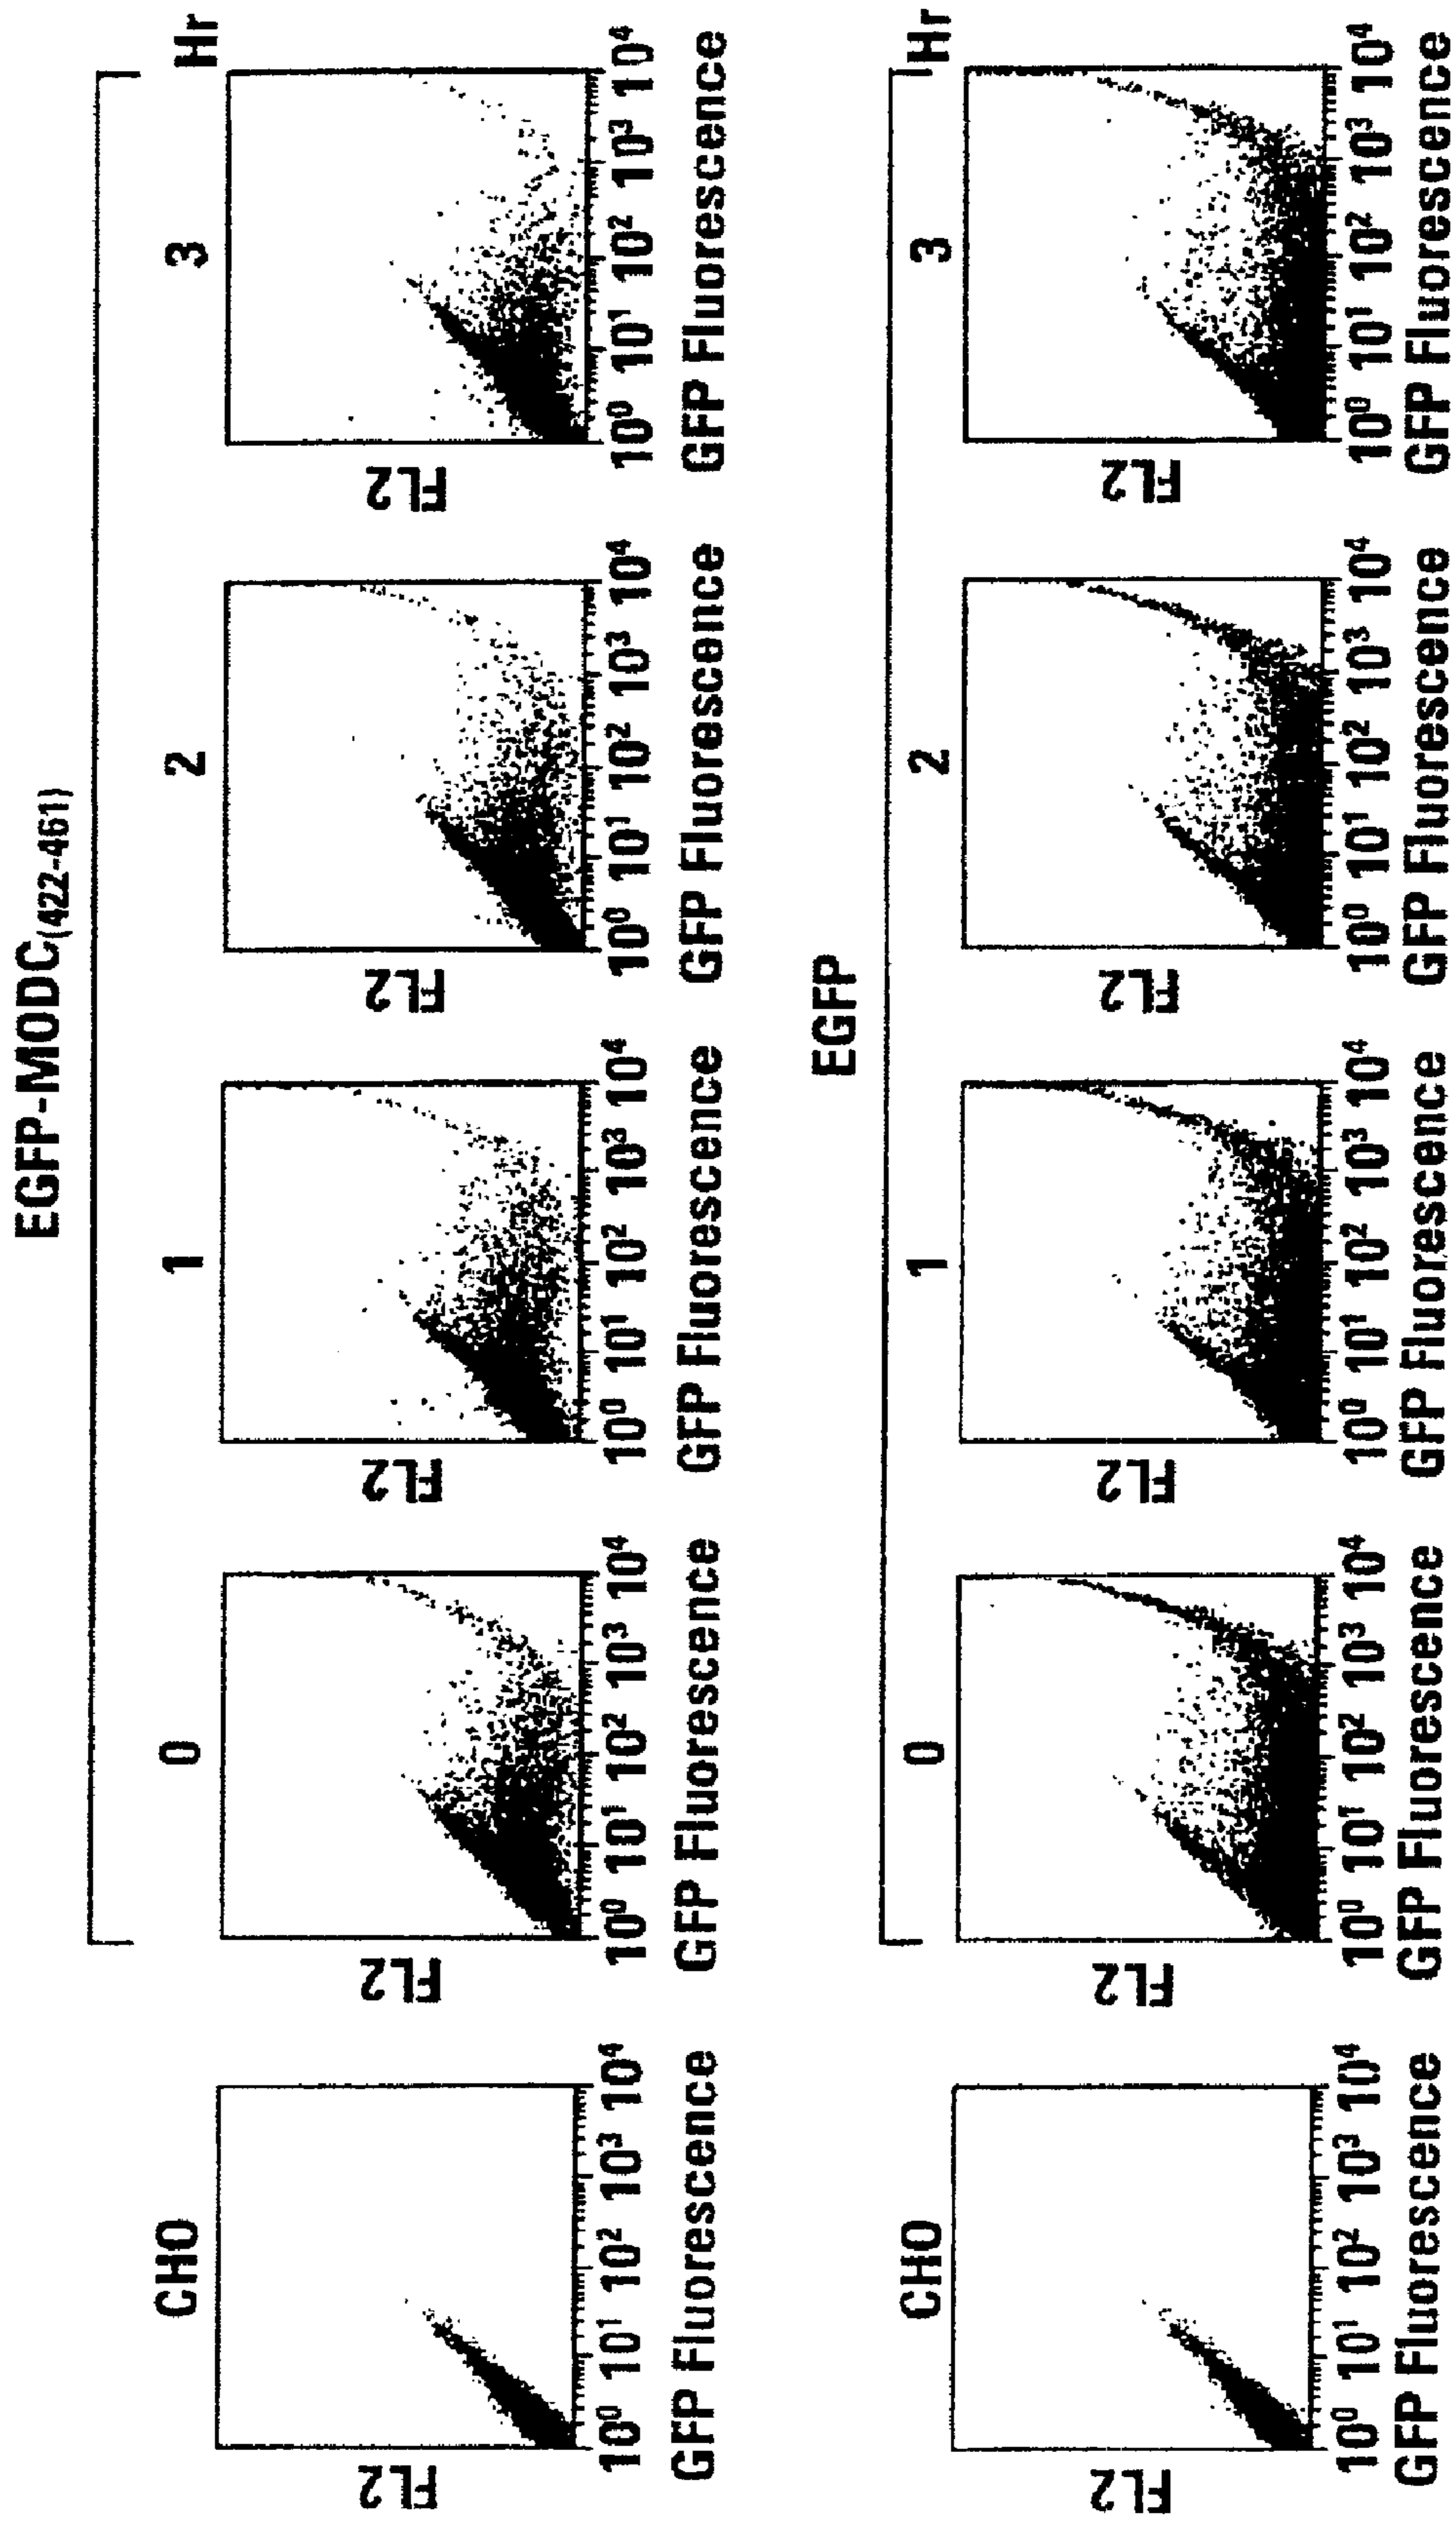 EGFP-MODC(422-461)
CHO 0 1 2 3 Hr
FL2 FL2 FL2 FL2 FL2
10⁰ 10¹ 10² 10³ 10⁴ 10⁰ 10¹ 10² 10³ 10⁴ 10⁰ 10¹ 10² 10³ 10⁴ 10⁰ 10¹ 10² 10³ 10⁴ 10⁰ 10¹ 10² 10³ 10⁴
GFP Fluorescence GFP Fluorescence GFP Fluorescence GFP Fluorescence GFP Fluorescence
EGFP
CHO 0 1 2 3 Hr
FL2 FL2 FL2 FL2 FL2
10⁰ 10¹ 10² 10³ 10⁴ 10⁰ 10¹ 10² 10³ 10⁴ 10⁰ 10¹ 10² 10³ 10⁴ 10⁰ 10¹ 10² 10³ 10⁴ 10⁰ 10¹ 10² 10³ 10⁴
GFP Fluorescence GFP Fluorescence GFP Fluorescence GFP Fluorescence GFP Fluorescence